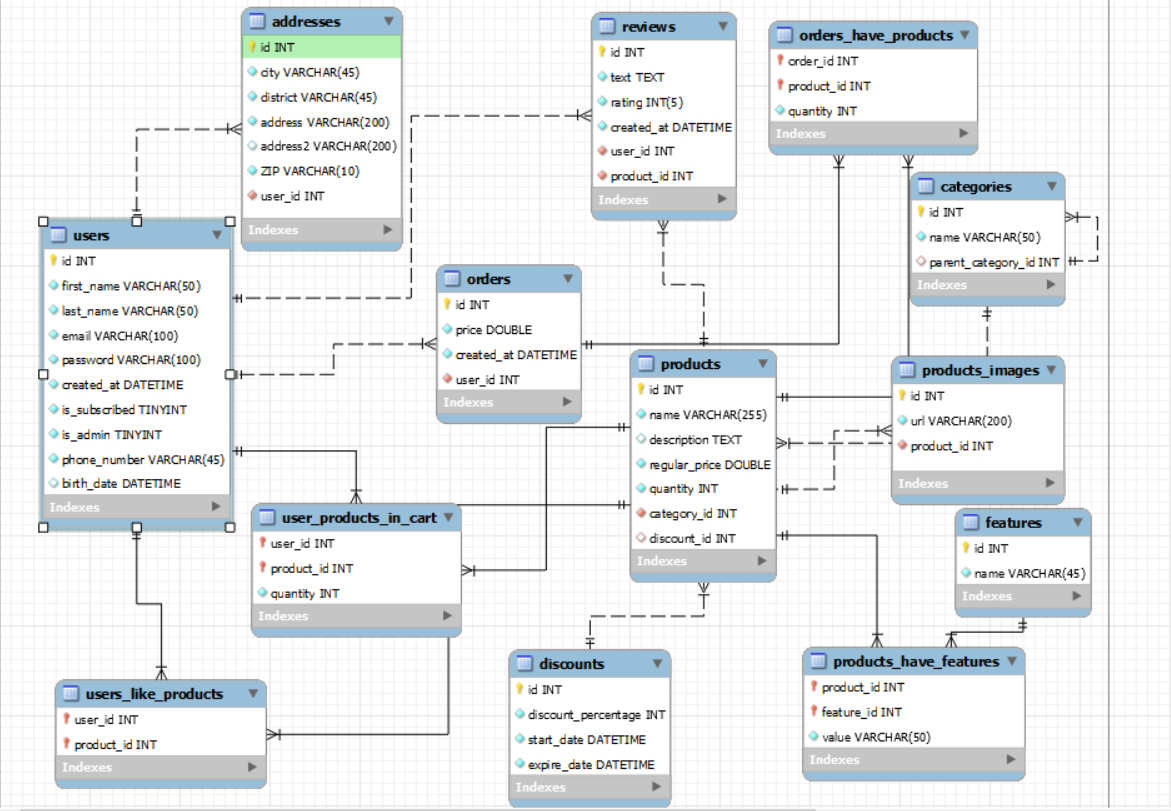 addresses
id INT
city VARCHAR(45)
district VARCHAR(45)
address VARCHAR(200)
address2 VARCHAR(200)
ZIP VARCHAR(10)
user_id INT
Indexes
reviews
id INT
text TEXT
rating INT(5)
created_at DATETIME
user_id INT
product_id INT
Indexes
orders_have_products
order_id INT
product_id INT
quantity INT
Indexes
categories
id INT
name VARCHAR(50)
parent_category_id INT
Indexes
users
id INT
first_name VARCHAR(50)
last_name VARCHAR(50)
email VARCHAR(100)
password VARCHAR(100)
created_at DATETIME
is_subscribed TINYINT
is_admin TINYINT
phone_number VARCHAR(45)
birth_date DATETIME
Indexes
orders
id INT
price DOUBLE
created_at DATETIME
user_id INT
Indexes
products
id INT
name VARCHAR(255)
description TEXT
regular_price DOUBLE
quantity INT
category_id INT
discount_id INT
Indexes
products_images
id INT
url VARCHAR(200)
product_id INT
Indexes
user_products_in_cart
user_id INT
product_id INT
quantity INT
Indexes
features
id INT
name VARCHAR(45)
Indexes
users_like_products
user_id INT
product_id INT
Indexes
discounts
id INT
discount_percentage INT
start_date DATETIME
expire_date DATETIME
Indexes
products_have_features
product_id INT
feature_id INT
value VARCHAR(50)
Indexes